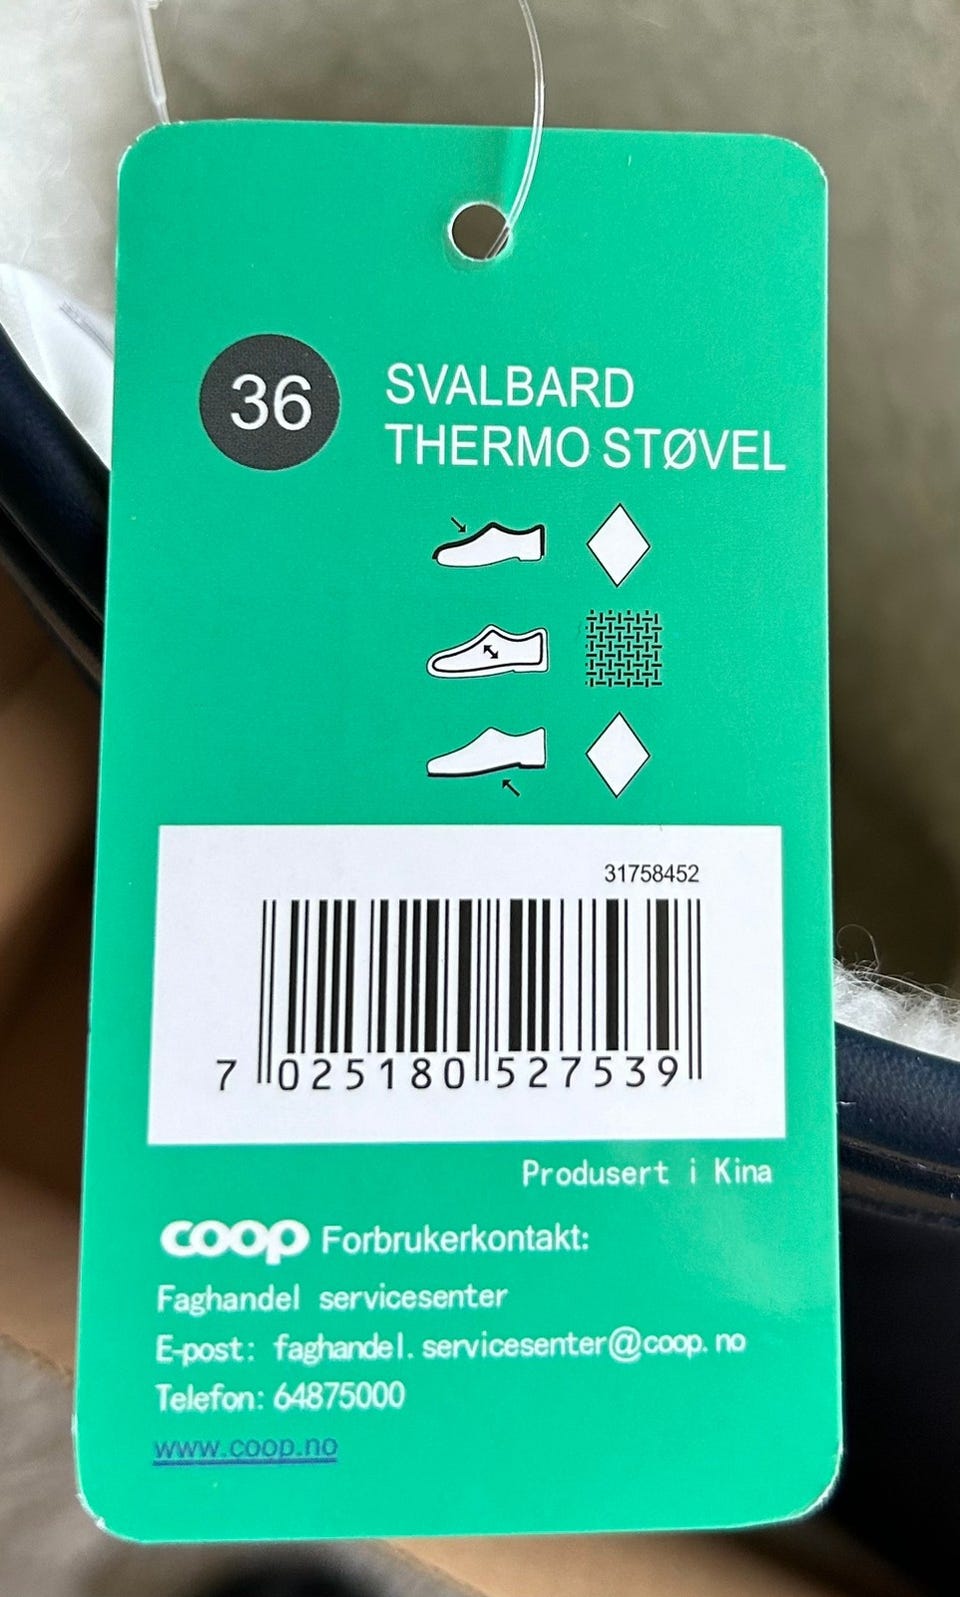 36
SVALBARD
THERMO STØVEL
31758452
7 025180 527539
Produsert i Kina
coop Forbrukerkontakt:
Faghandel servicesenter
E-post: faghandel.servicesenter@coop.no
Telefon: 64875000
www.coop.no